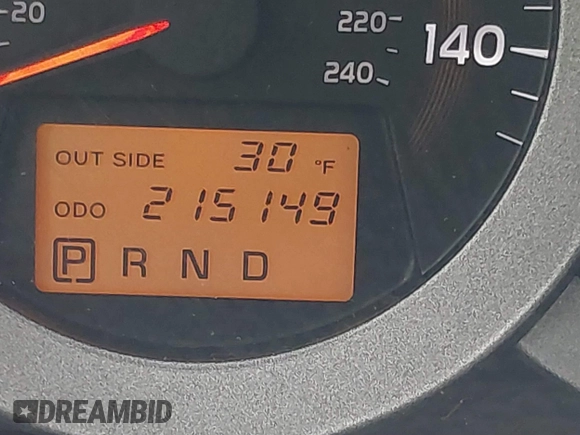 20
220
140
240
OUT SIDE 30 °F
ODO 215149
P R N D
DREAMBID